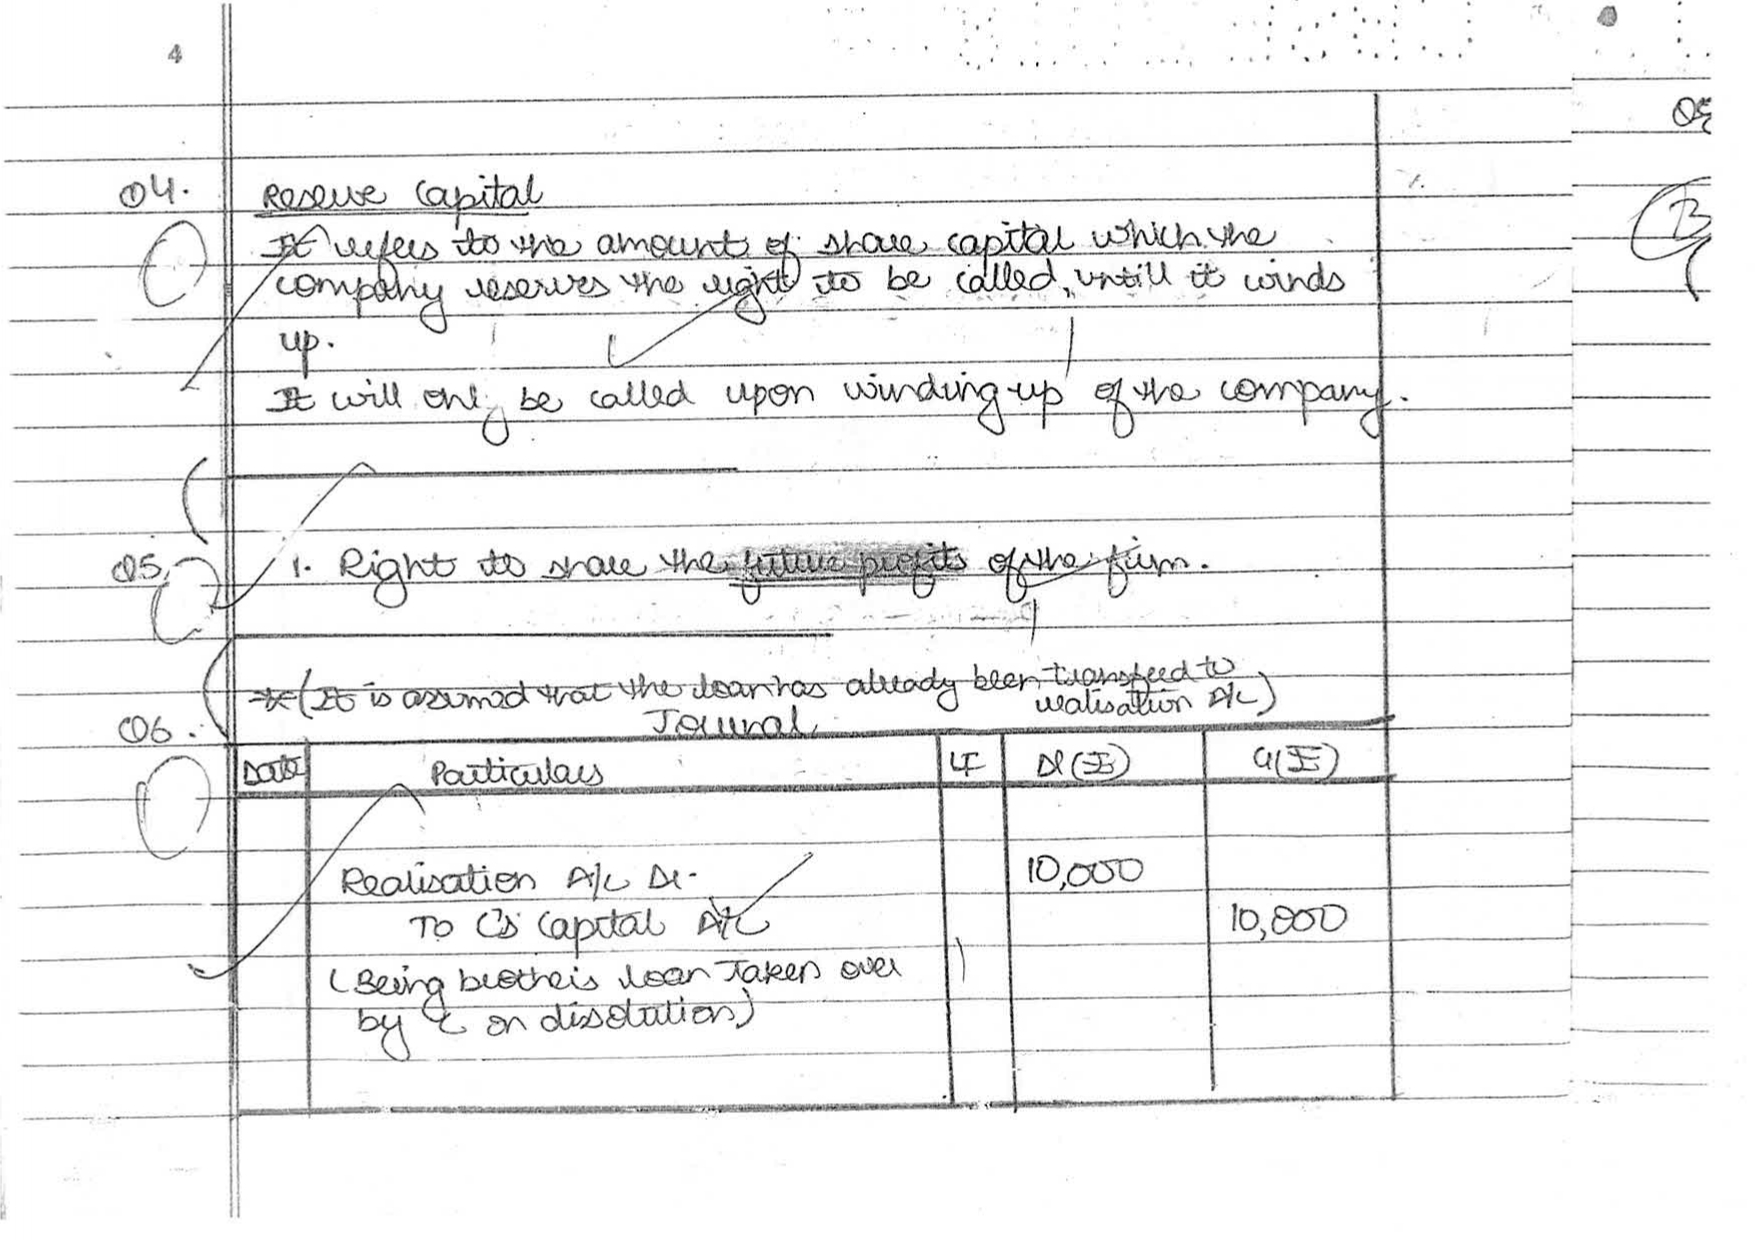 4
Q4.
Reserve Capital
It refers to the amount of share capital which the
company reserves the right to be called, untill it winds
up.
It will only be called upon winding-up of the company.
Q5.
1. Right to share the future profits of the firm.
* (It is assumed that the loan has already been transfeed to
realisation A/c)
Q6.
Journal
Date Particulars LF Dr(₹) Cr(₹)
Realisation A/c Dr. 10,000
To C's Capital A/c 10,000
(Being brother's loan Taken over
by C on dissolution)